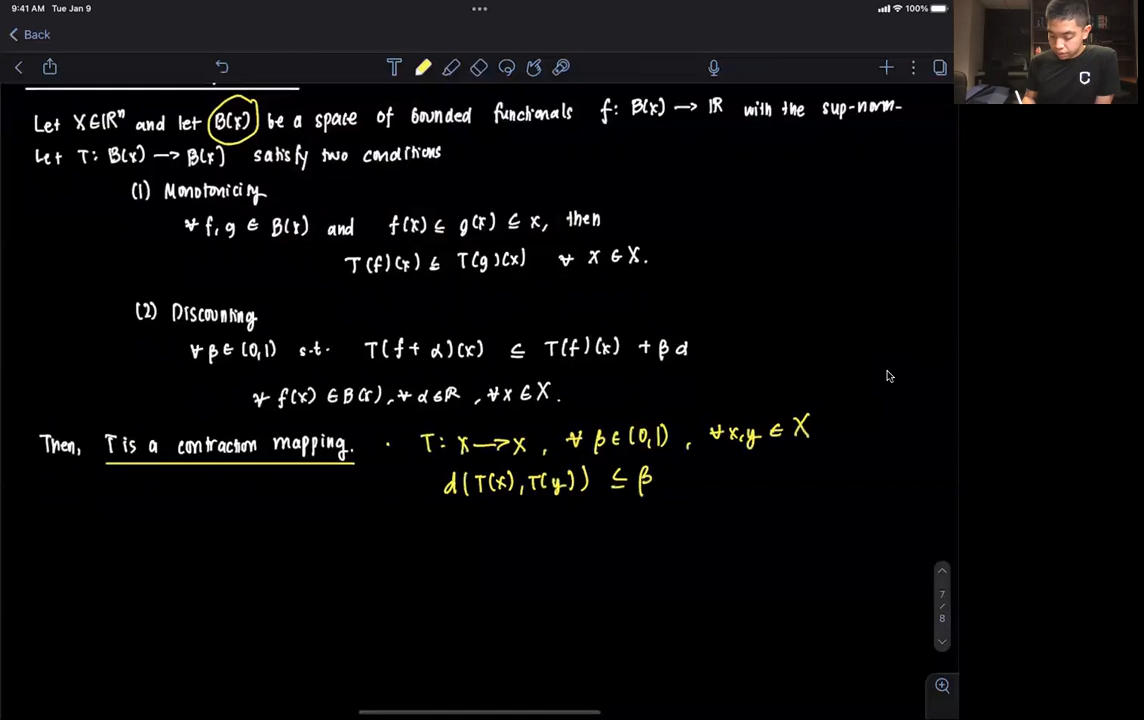 9:41 AM Tue Jan 9
100%
Back
Let X∈ℝⁿ and let B(x) be a space of bounded functionals f: B(x) → ℝ with the sup-norm-
Let T: B(x) → B(x) satisfy two conditions
(1) Monotonicity
∀ f, g ∈ B(x) and f(x) ≤ g(x) ≤ x, then
T(f)(x) ≤ T(g)(x) ∀ x ∈ X.
(2) Discounting
∀ β ∈ (0,1) s.t. T(f+ α)(x) ≤ T(f)(x) + β α
∀ f(x) ∈ B(x), ∀ α ∈ ℝ, ∀x ∈ X.
Then, T is a contraction mapping. · T: X → X, ∀ β ∈ (0,1), ∀ x,y ∈ X
d(T(x), T(y)) ≤ β
7
/
8
C